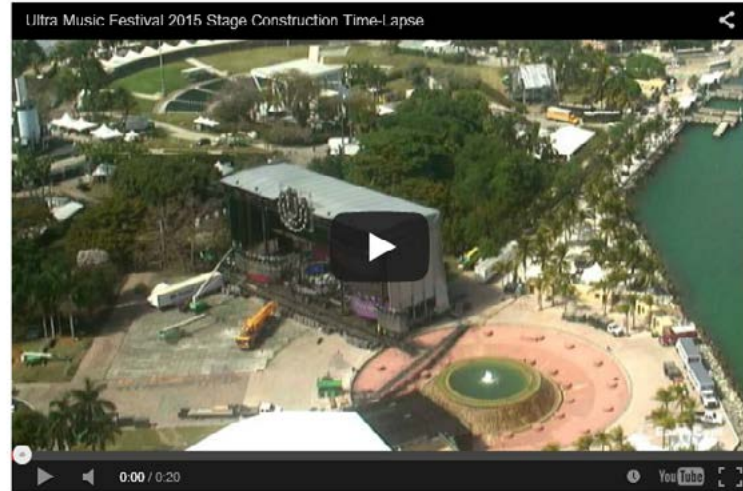 Ultra Music Festival 2015 Stage Construction Time-Lapse
0:00 / 0:20
YouTube